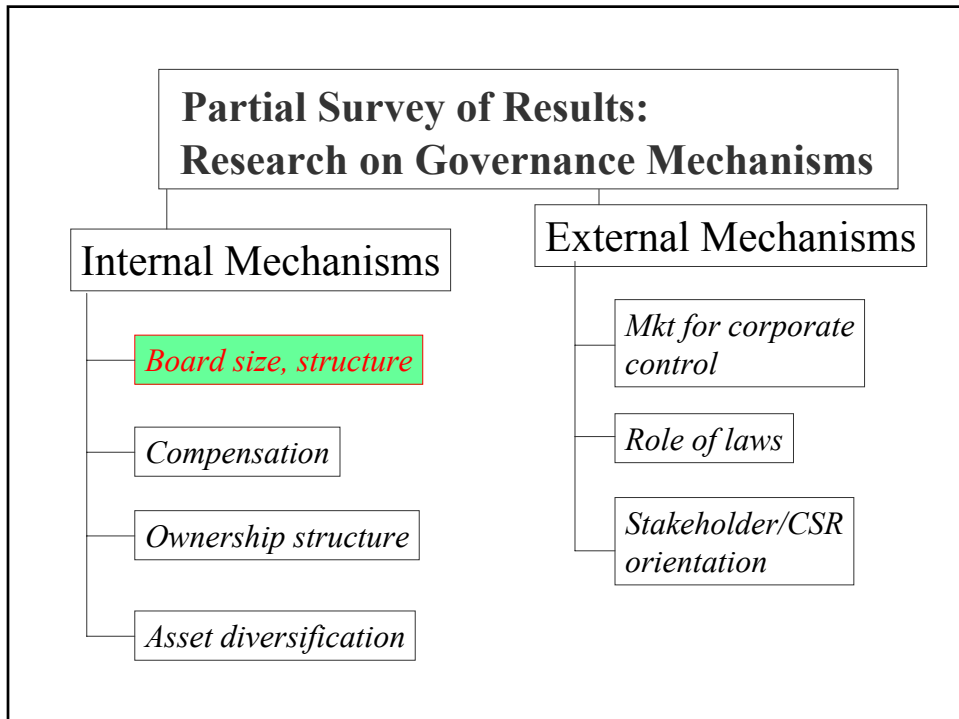 Partial Survey of Results:
Research on Governance Mechanisms
Internal Mechanisms
Board size, structure
Compensation
Ownership structure
Asset diversification
External Mechanisms
Mkt for corporate
control
Role of laws
Stakeholder/CSR
orientation